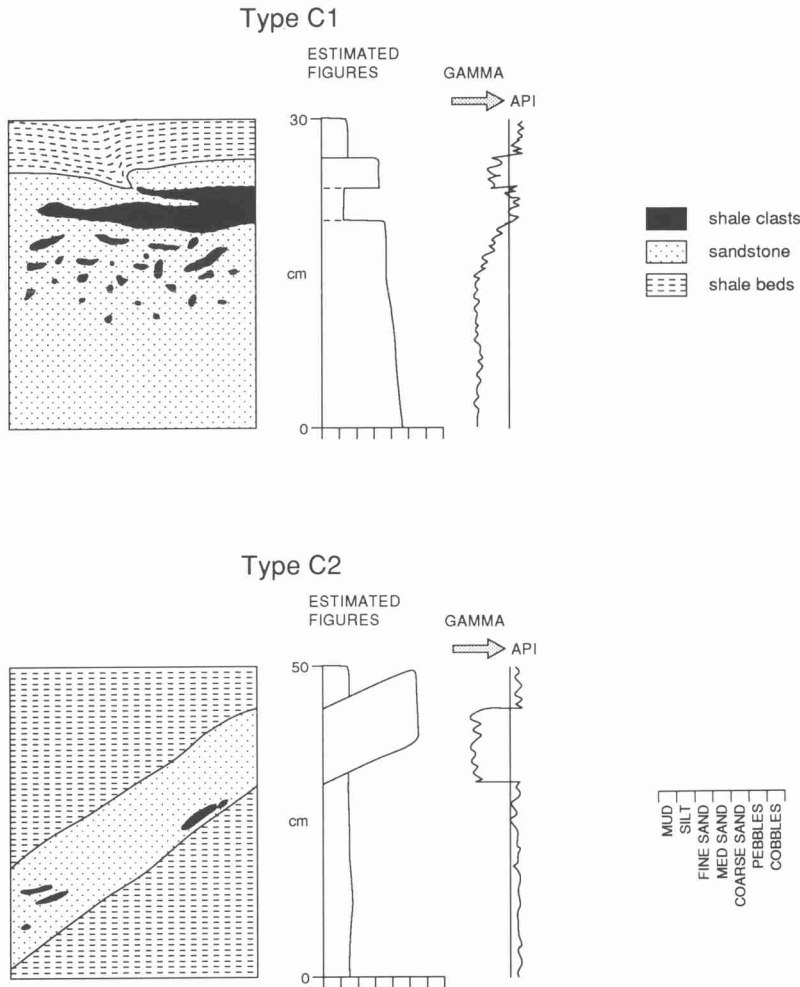 Type C1
ESTIMATED
FIGURES
GAMMA
API
30
cm
0
shale clasts
sandstone
shale beds
Type C2
ESTIMATED
FIGURES
GAMMA
API
50
cm
0
MUD
SILT
FINE SAND
MED SAND
COARSE SAND
PEBBLES
COBBLES